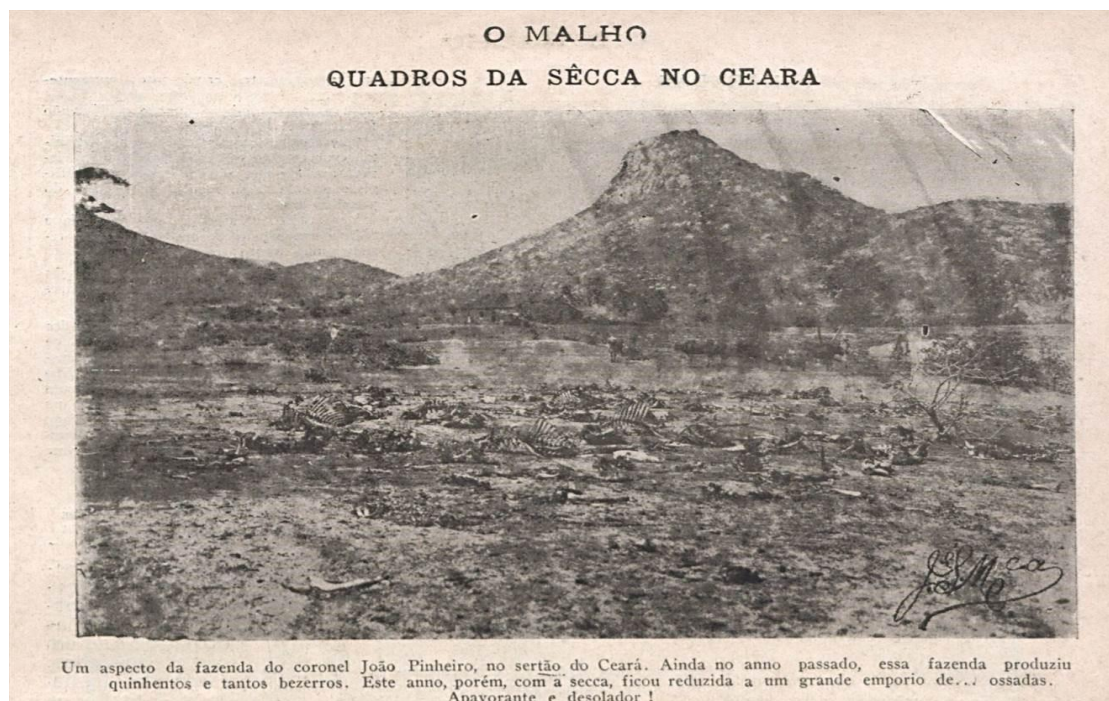 O MALHO
QUADROS DA SÊCCA NO CEARA
Um aspecto da fazenda do coronel João Pinheiro, no sertão do Ceará. Ainda no anno passado, essa fazenda produziu
quinhentos e tantos bezerros. Este anno, porém, com a secca, ficou reduzida a um grande emporio de... ossadas.
Apavorante e desolador !